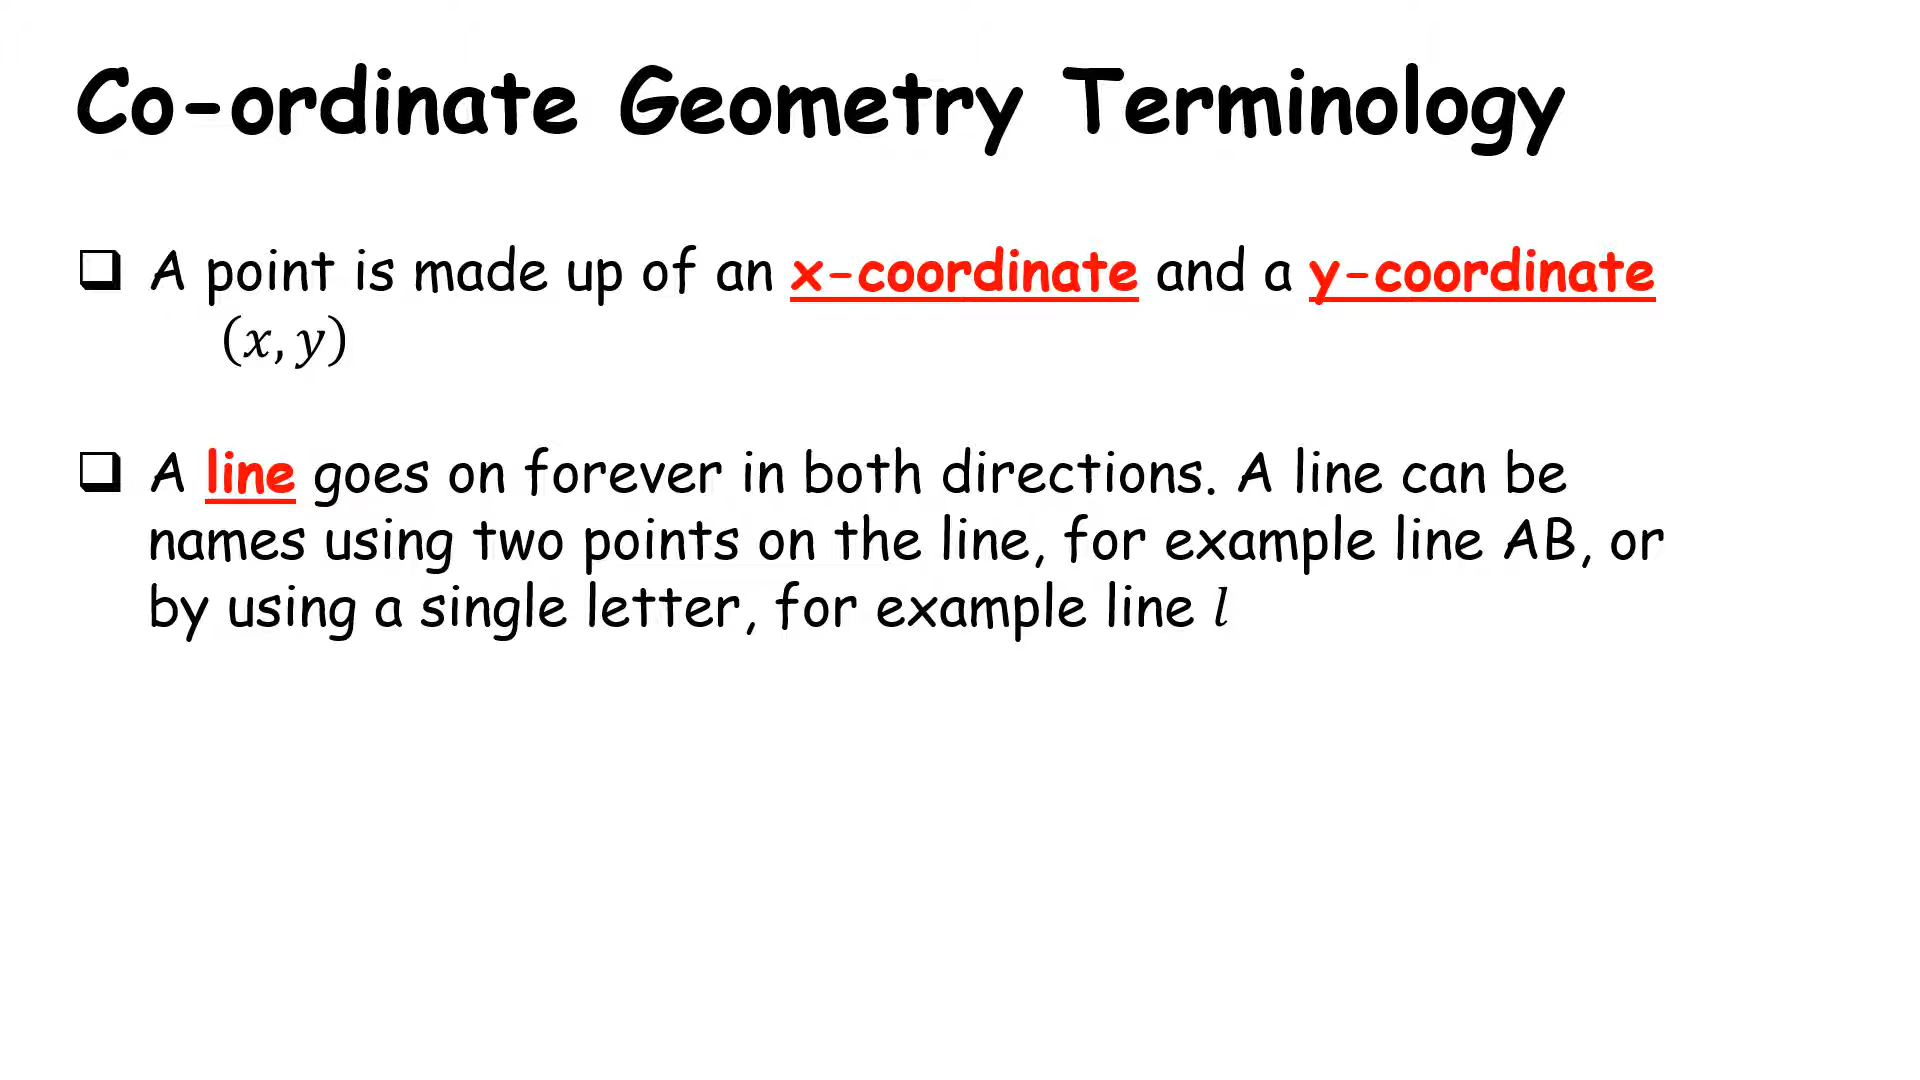 Co-ordinate Geometry Terminology
❑ A point is made up of an x-coordinate and a y-coordinate
(x, y)
❑ A line goes on forever in both directions. A line can be
names using two points on the line, for example line AB, or
by using a single letter, for example line l